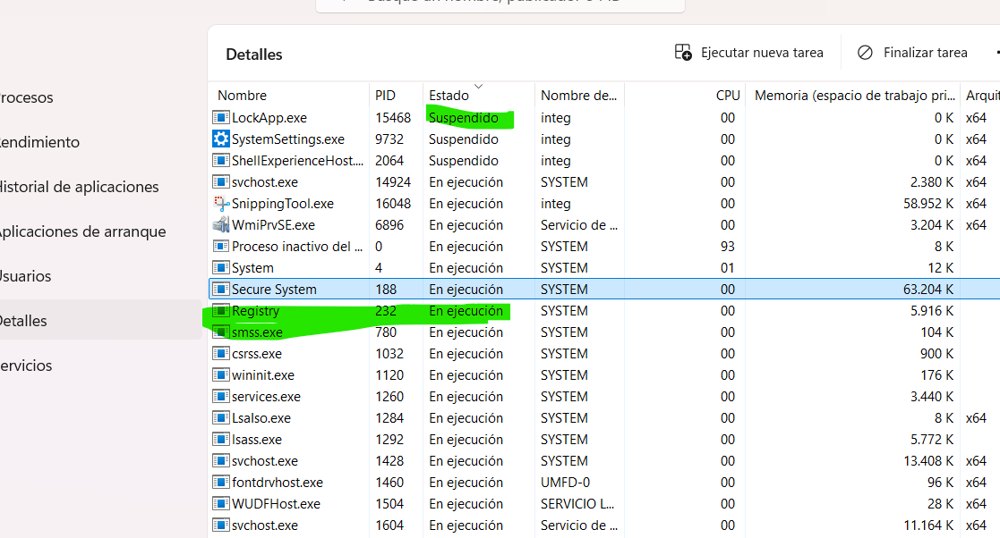 Detalles
Ejecutar nueva tarea
Finalizar tarea
rocesos
endimiento
istorial de aplicaciones
plicaciones de arranque
suarios
etalles
ervicios
Nombre PID Estado Nombre de... CPU Memoria (espacio de trabajo pri... Arquit
LockApp.exe 15468 Suspendido integ 00 0 K x64
SystemSettings.exe 9732 Suspendido integ 00 0 K x64
ShellExperienceHost.... 2064 Suspendido integ 00 0 K x64
svchost.exe 14924 En ejecución SYSTEM 00 2.380 K x64
SnippingTool.exe 16048 En ejecución integ 00 58.952 K x64
WmiPrvSE.exe 6896 En ejecución Servicio de ... 00 3.204 K x64
Proceso inactivo del ... 0 En ejecución SYSTEM 93 8 K
System 4 En ejecución SYSTEM 01 12 K
Secure System 188 En ejecución SYSTEM 00 63.204 K
Registry 232 En ejecución SYSTEM 00 5.916 K
smss.exe 780 En ejecución SYSTEM 00 104 K
csrss.exe 1032 En ejecución SYSTEM 00 900 K
wininit.exe 1120 En ejecución SYSTEM 00 176 K
services.exe 1260 En ejecución SYSTEM 00 3.440 K
LsaIso.exe 1284 En ejecución SYSTEM 00 8 K x64
lsass.exe 1292 En ejecución SYSTEM 00 5.772 K
svchost.exe 1428 En ejecución SYSTEM 00 13.408 K x64
fontdrvhost.exe 1460 En ejecución UMFD-0 00 96 K x64
WUDFHost.exe 1504 En ejecución SERVICIO L... 00 28 K x64
svchost.exe 1604 En ejecución Servicio de ... 00 11.164 K x64